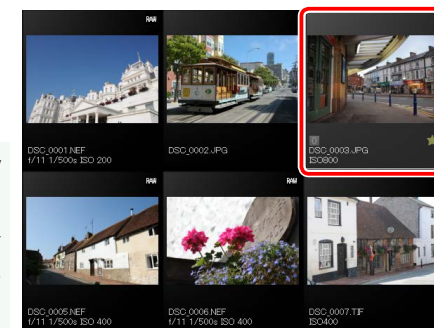 RAW
DSC_0001.NEF
f/11 1/500s ISO 200
DSC_0002.JPG
DSC_0003.JPG
ISO800
RAW
DSC_0005.NEF
f/11 1/500s ISO 400
RAW
DSC_0006.NEF
f/11 1/500s ISO 400
DSC_0007.TIF
ISO400